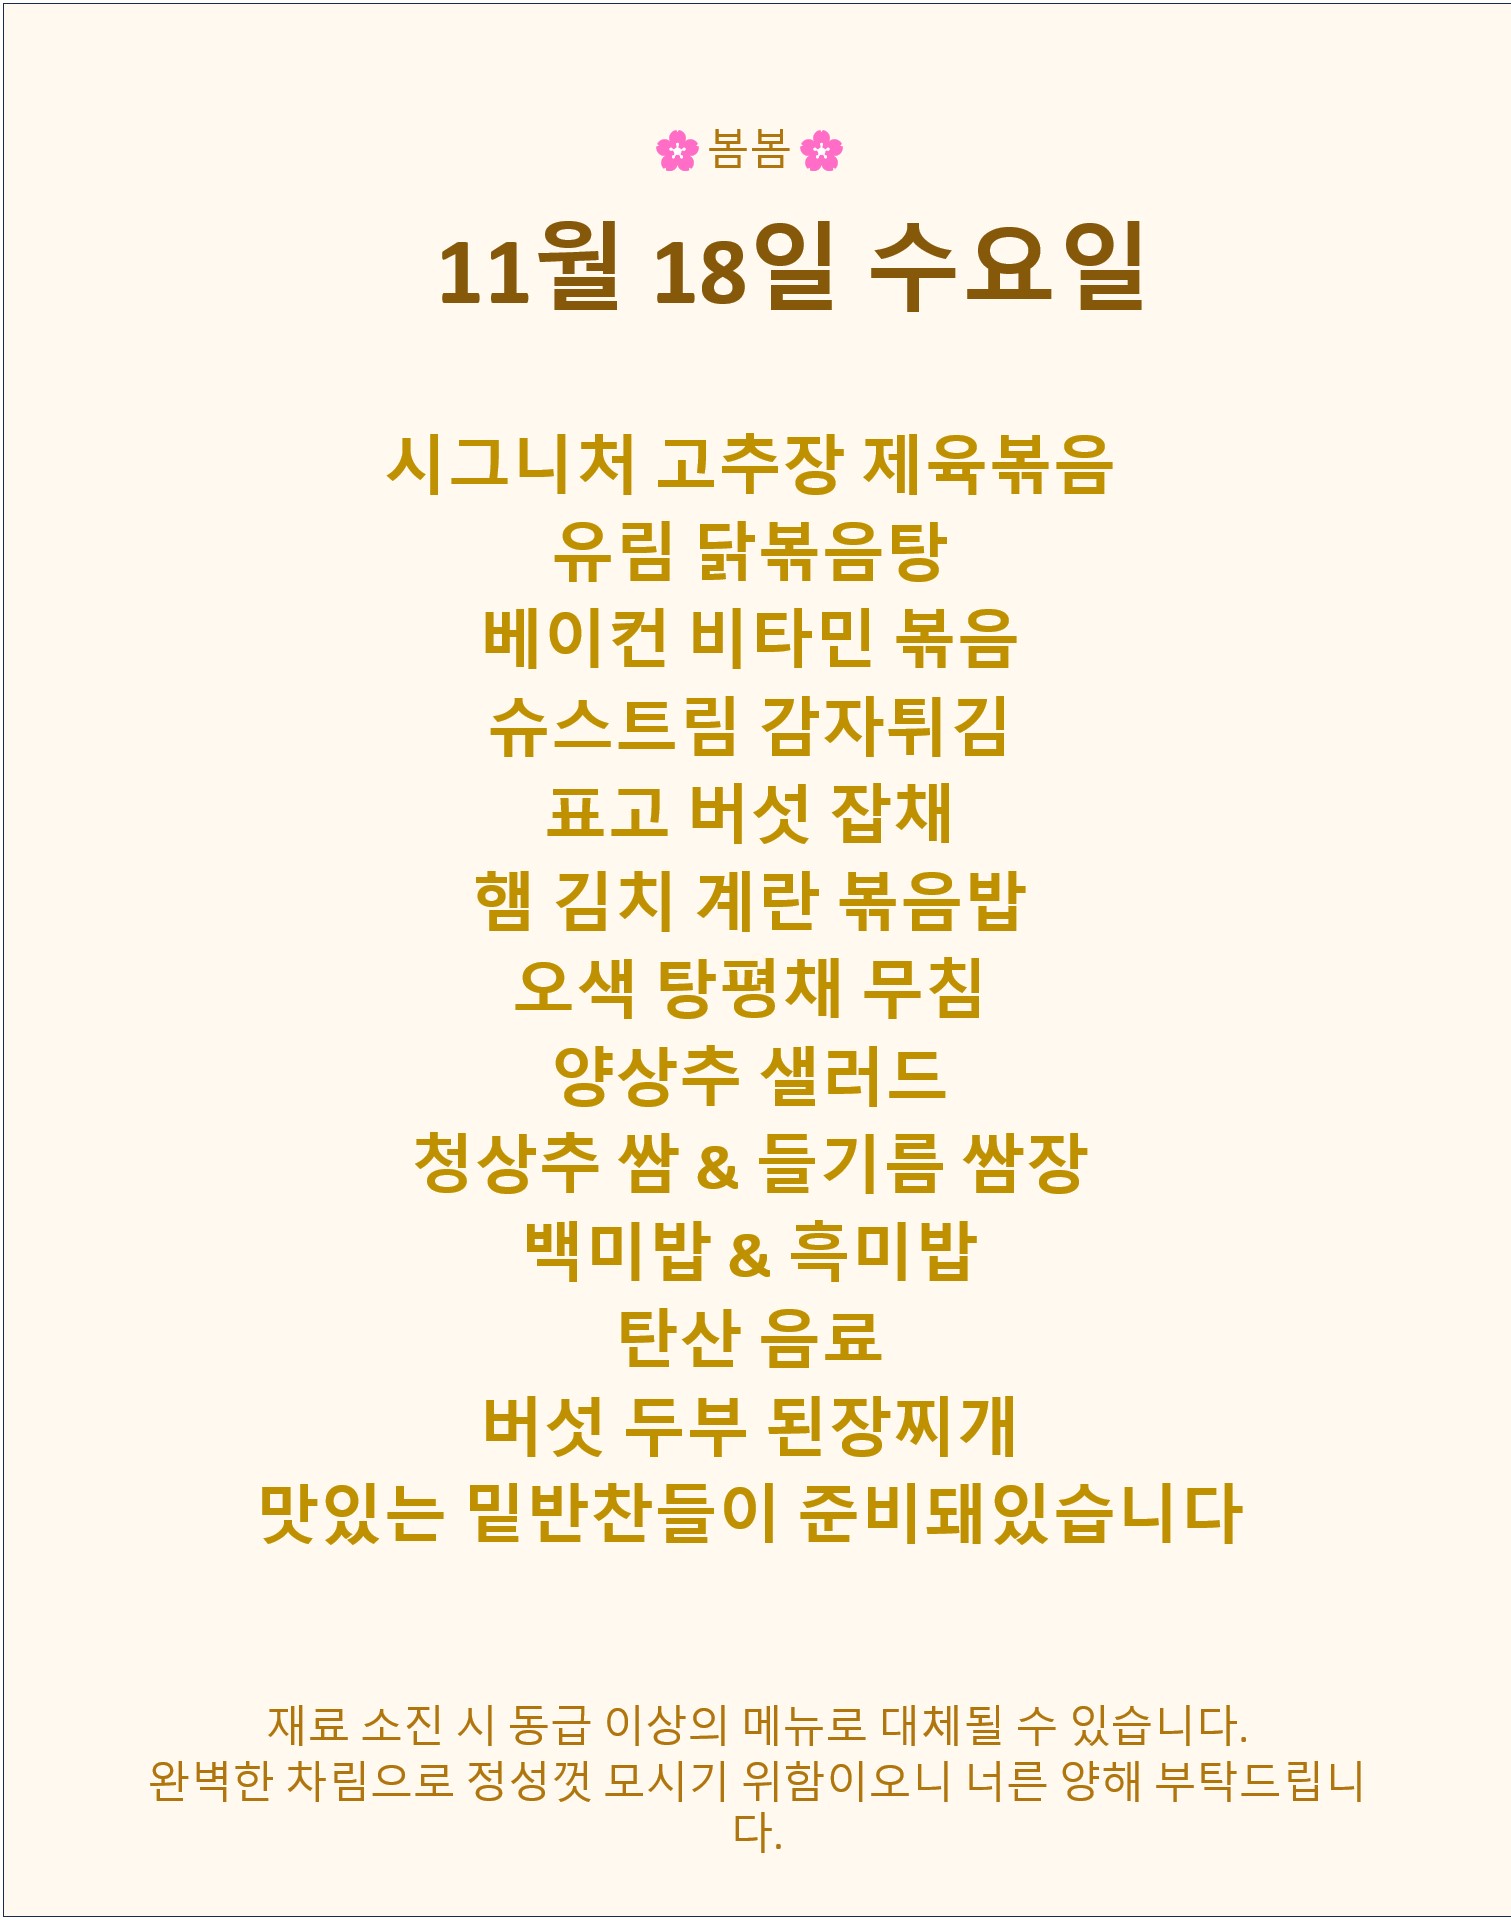 🌸 봄봄 🌸
11월 18일 수요일
시그니처 고추장 제육볶음
유림 닭볶음탕
베이컨 비타민 볶음
슈스트림 감자튀김
표고 버섯 잡채
햄 김치 계란 볶음밥
오색 탕평채 무침
양상추 샐러드
청상추 쌈 & 들기름 쌈장
백미밥 & 흑미밥
탄산 음료
버섯 두부 된장찌개
맛있는 밑반찬들이 준비돼있습니다
재료 소진 시 동급 이상의 메뉴로 대체될 수 있습니다.
완벽한 차림으로 정성껏 모시기 위함이오니 너른 양해 부탁드립니
다.